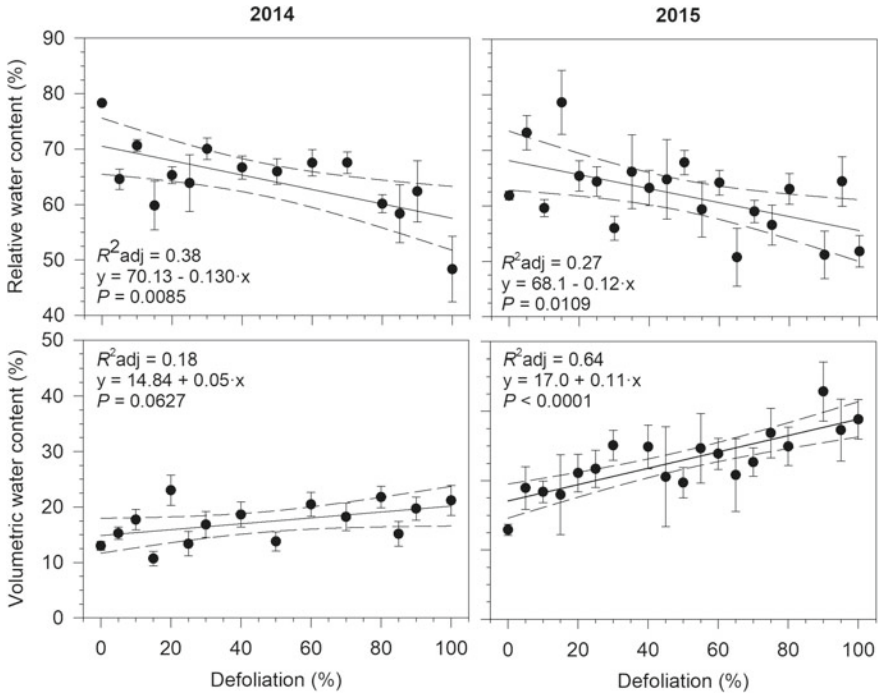 2014
2015
Relative water content (%)
90
80
70
60
50
40
R²adj = 0.38
y = 70.13 - 0.130·x
P = 0.0085
R²adj = 0.27
y = 68.1 - 0.12·x
P = 0.0109
Volumetric water content (%)
50
40
30
20
10
0
R²adj = 0.18
y = 14.84 + 0.05·x
P = 0.0627
R²adj = 0.64
y = 17.0 + 0.11·x
P < 0.0001
0 20 40 60 80 100
0 20 40 60 80 100
Defoliation (%)
Defoliation (%)